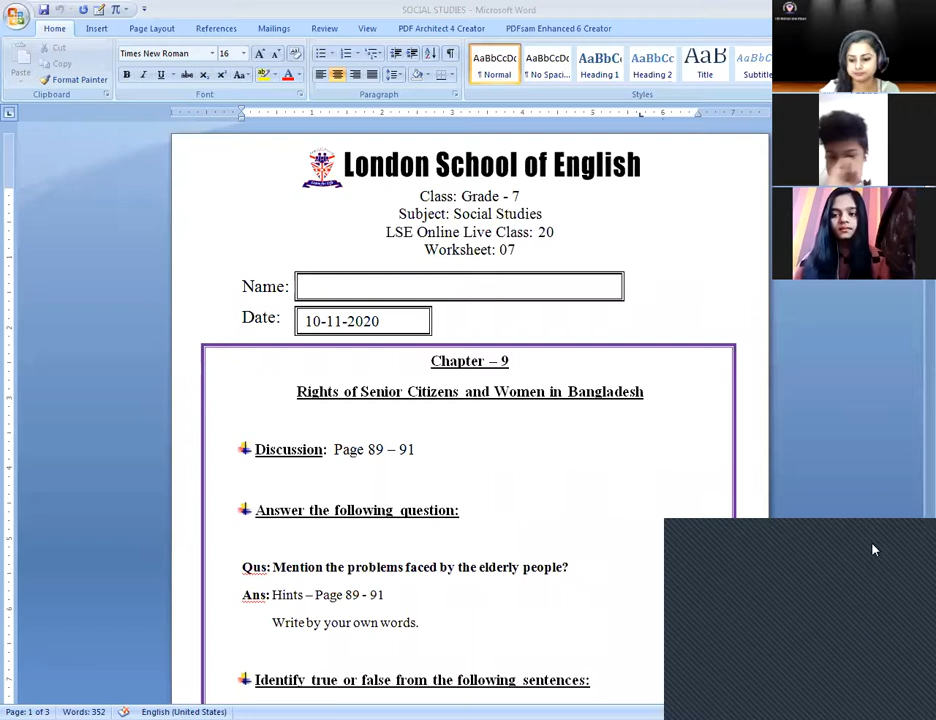 SOCIAL STUDIES - Microsoft Word
Home Insert Page Layout References Mailings Review View PDF Architect 4 Creator PDFsam Enhanced 6 Creator
Cut
Copy
Paste
Format Painter
Times New Roman 16
AaBbCcDc AaBbCcDc AaBbCc AaBbCc AaB AaBbCc
¶ Normal ¶ No Spaci... Heading 1 Heading 2 Title Subtitle
Clipboard Font Paragraph Styles
London School of English
Class: Grade - 7
Subject: Social Studies
LSE Online Live Class: 20
Worksheet: 07
Name:
Date: 10-11-2020
Chapter – 9
Rights of Senior Citizens and Women in Bangladesh
Discussion: Page 89 – 91
Answer the following question:
Qus: Mention the problems faced by the elderly people?
Ans: Hints – Page 89 - 91
Write by your own words.
Identify true or false from the following sentences:
Page: 1 of 3 Words: 352 English (United States)